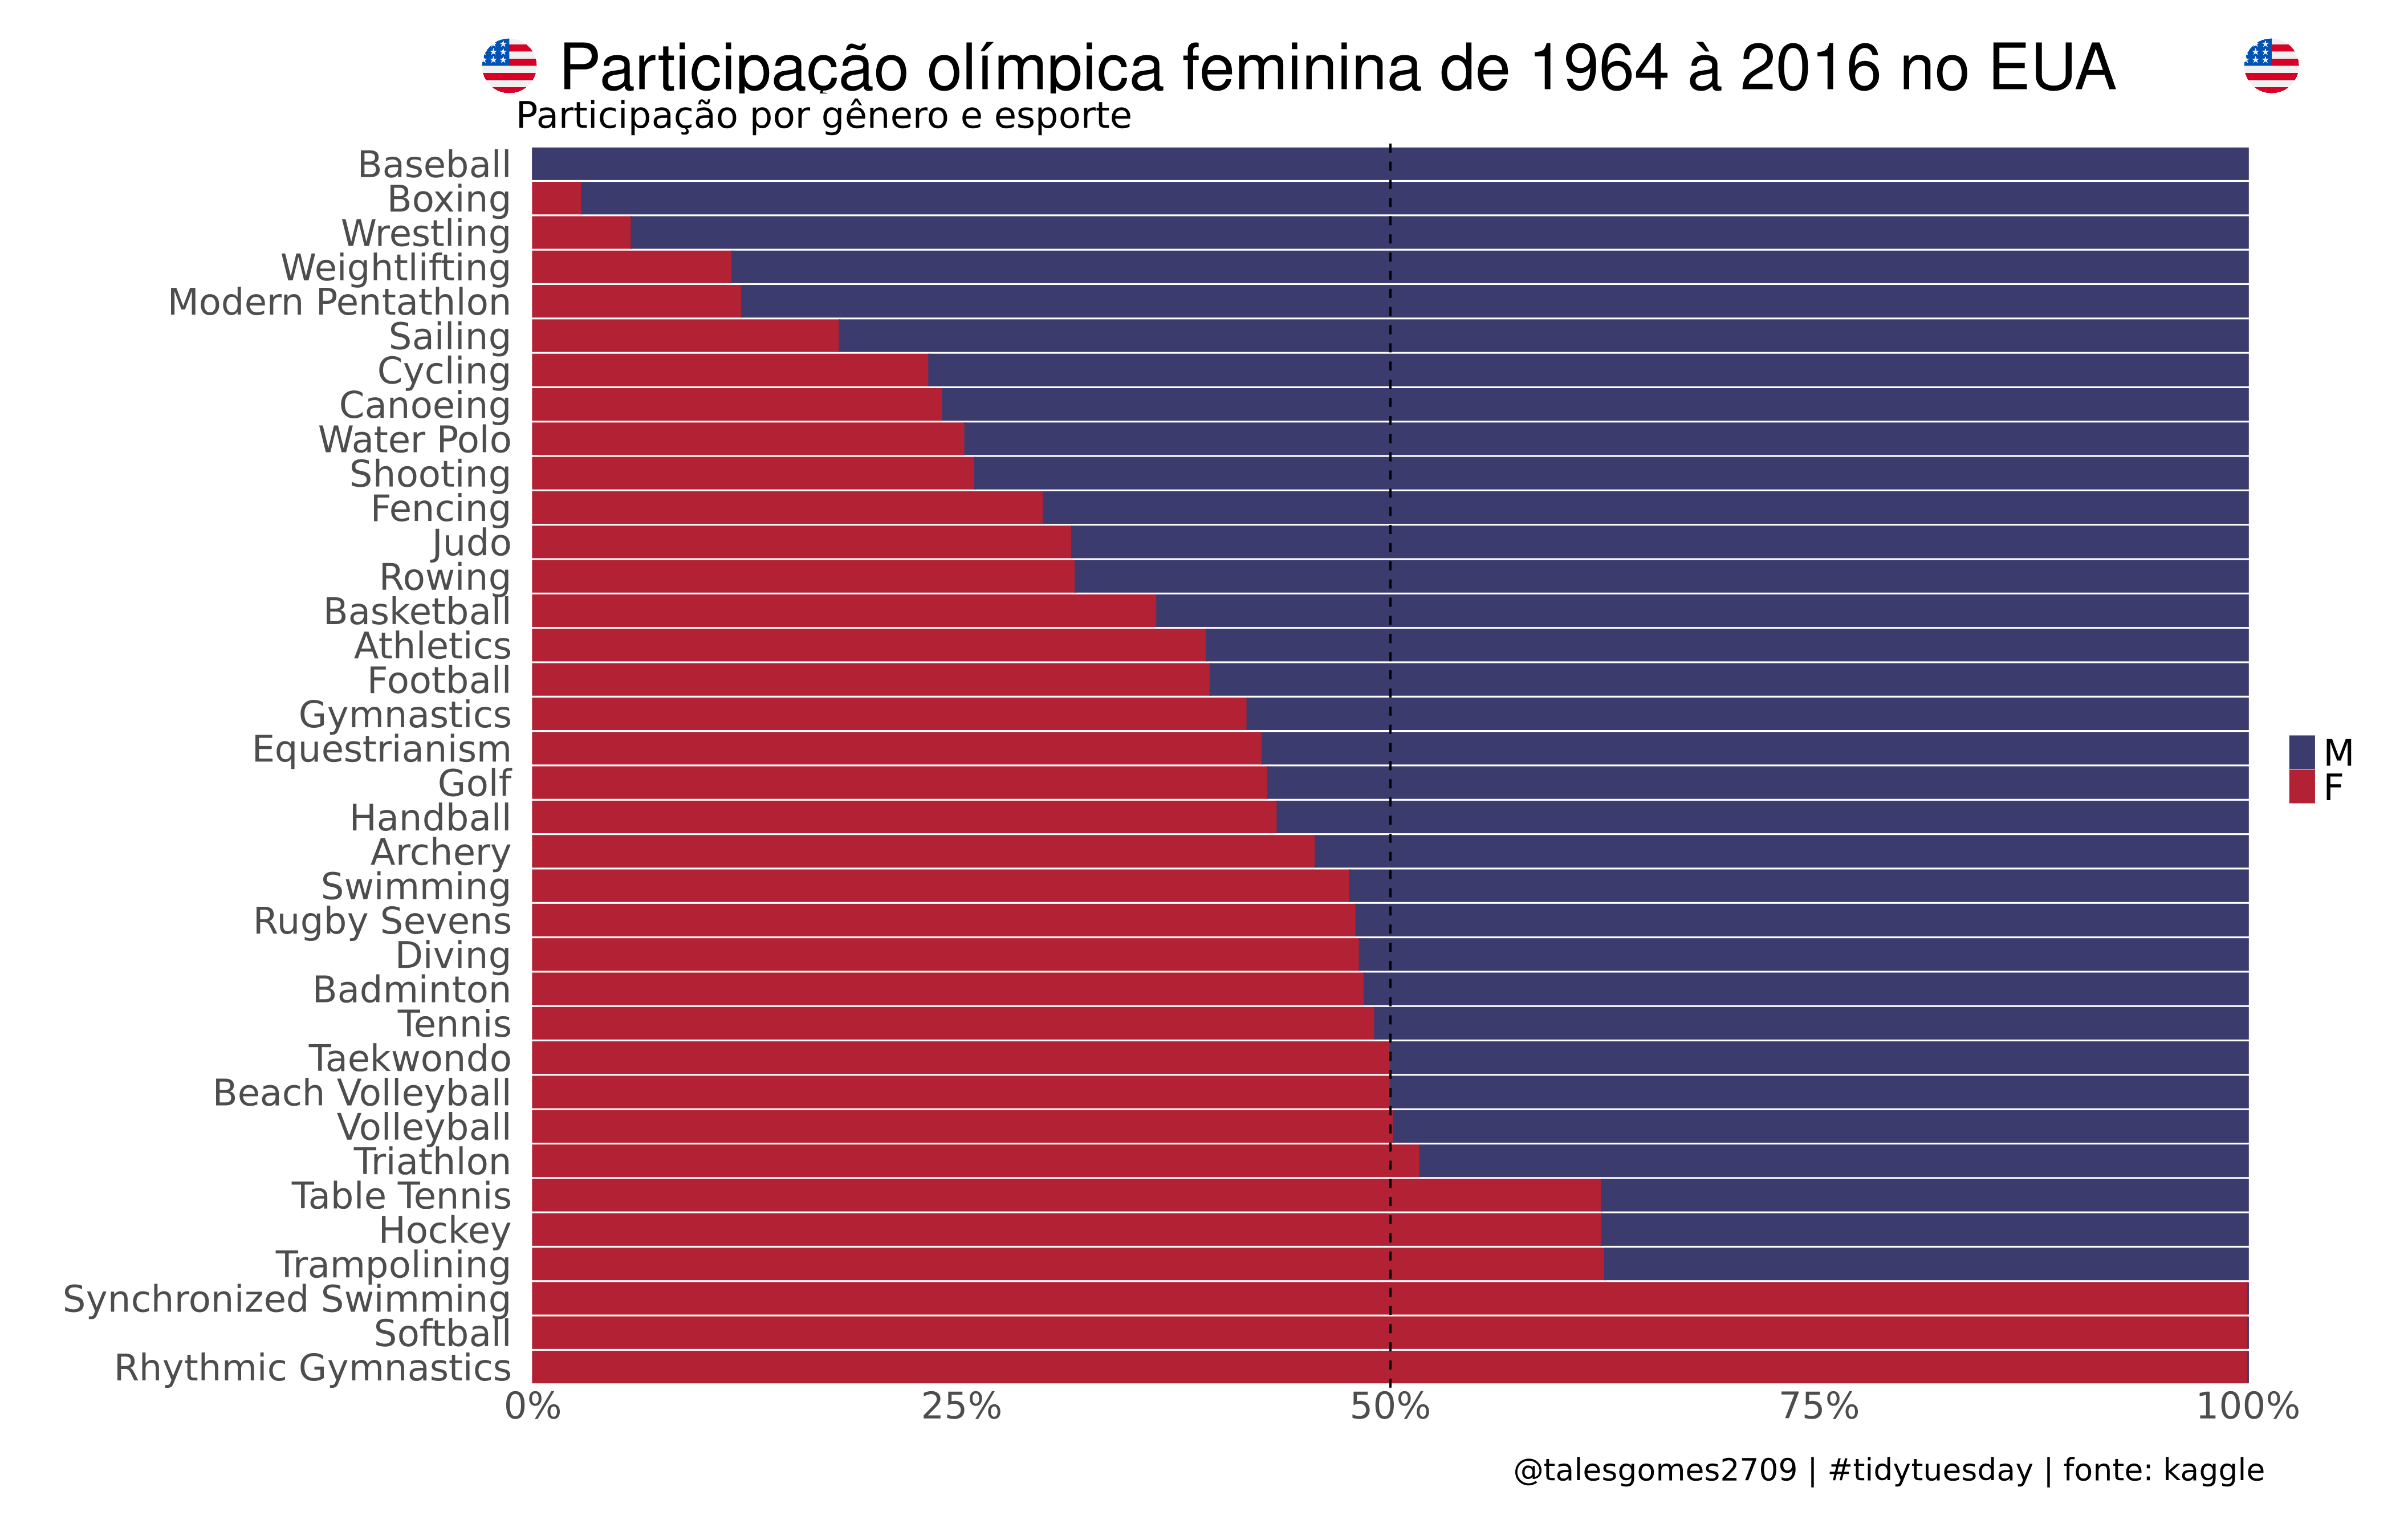 Participação olímpica feminina de 1964 à 2016 no EUA
Participação por gênero e esporte
Baseball
Boxing
Wrestling
Weightlifting
Modern Pentathlon
Sailing
Cycling
Canoeing
Water Polo
Shooting
Fencing
Judo
Rowing
Basketball
Athletics
Football
Gymnastics
Equestrianism
Golf
Handball
Archery
Swimming
Rugby Sevens
Diving
Badminton
Tennis
Taekwondo
Beach Volleyball
Volleyball
Triathlon
Table Tennis
Hockey
Trampolining
Synchronized Swimming
Softball
Rhythmic Gymnastics
0% 25% 50% 75% 100%
M
F
@talesgomes2709 | #tidytuesday | fonte: kaggle